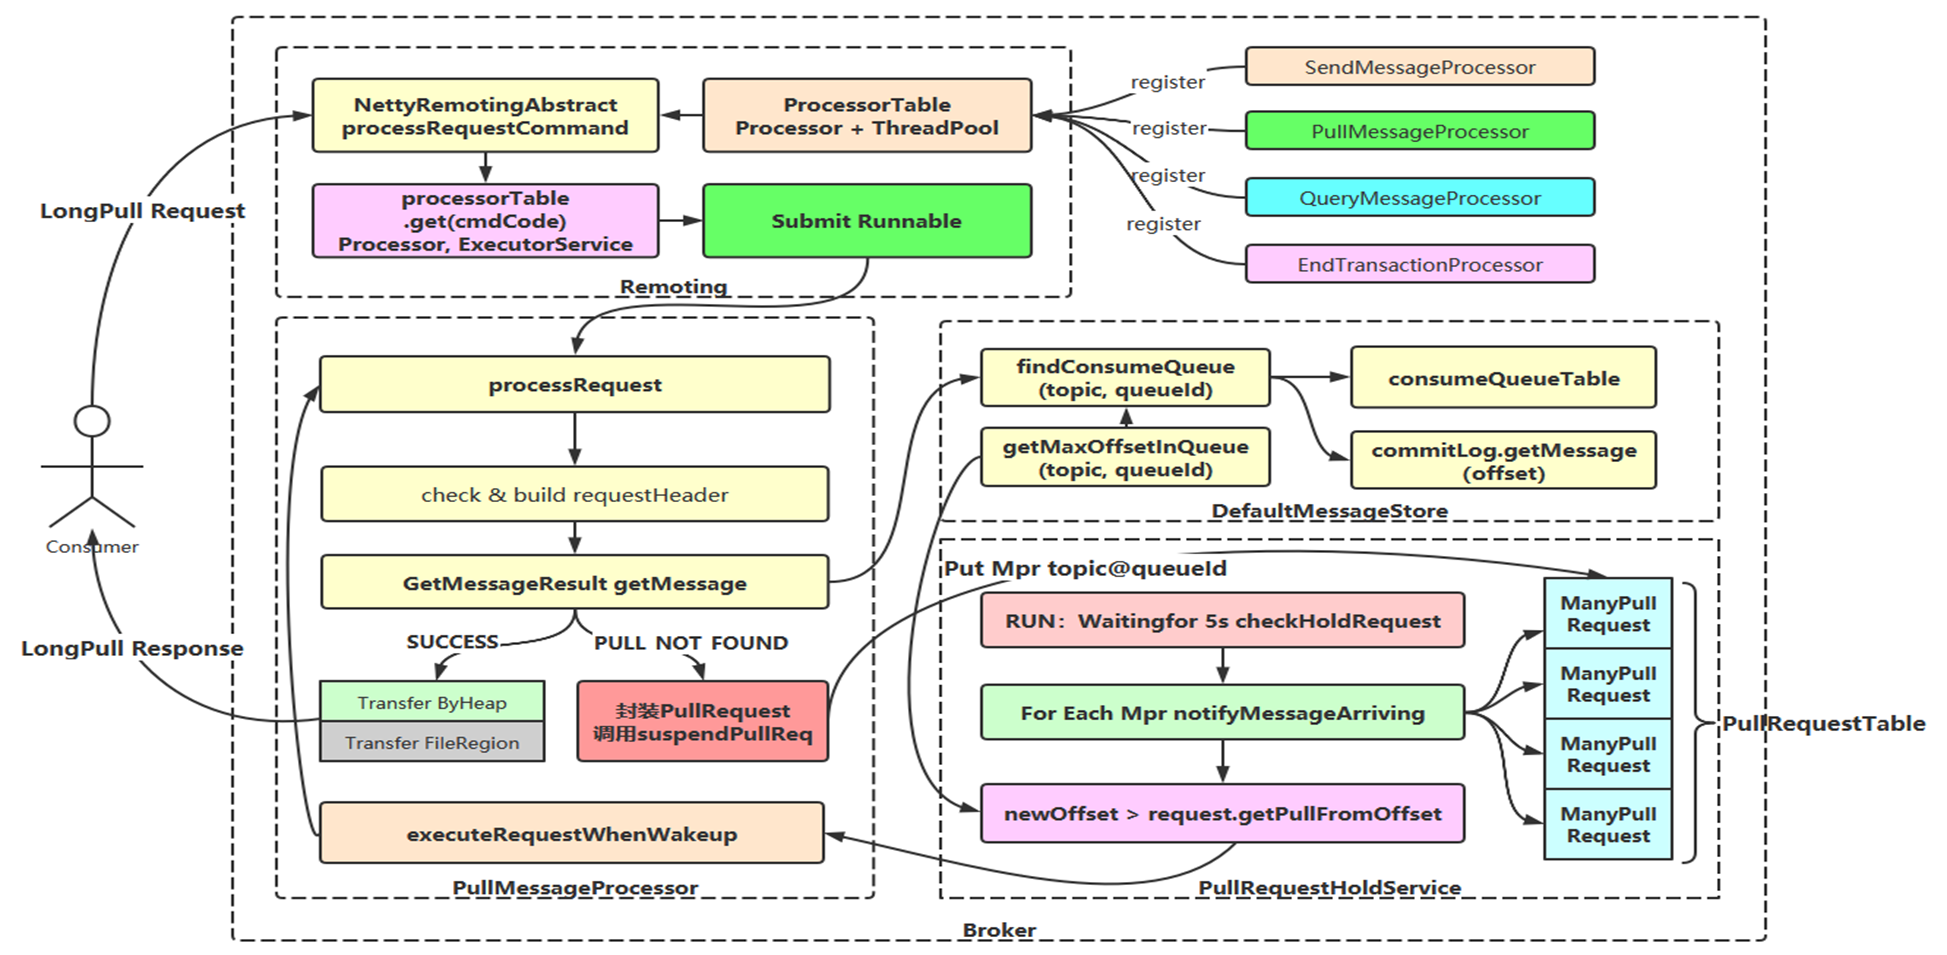 NettyRemotingAbstract
processRequestCommand
ProcessorTable
Processor + ThreadPool
register
SendMessageProcessor
register
PullMessageProcessor
register
QueryMessageProcessor
register
EndTransactionProcessor
LongPull Request
processorTable
.get(cmdCode)
Processor, ExecutorService
Submit Runnable
Remoting
processRequest
check & build requestHeader
GetMessageResult getMessage
SUCCESS
PULL NOT FOUND
Transfer ByHeap
Transfer FileRegion
封装PullRequest
调用suspendPullReq
executeRequestWhenWakeup
PullMessageProcessor
Consumer
LongPull Response
findConsumeQueue
(topic, queueId)
consumeQueueTable
getMaxOffsetInQueue
(topic, queueId)
commitLog.getMessage
(offset)
DefaultMessageStore
Put Mpr topic@queueId
RUN：Waitingfor 5s checkHoldRequest
For Each Mpr notifyMessageArriving
newOffset > request.getPullFromOffset
ManyPull
Request
ManyPull
Request
ManyPull
Request
ManyPull
Request
PullRequestTable
PullRequestHoldService
Broker